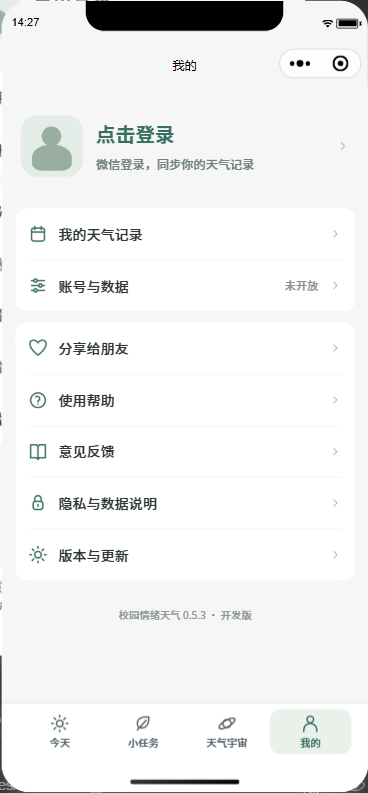 14:27
我的
点击登录
微信登录，同步你的天气记录
我的天气记录
账号与数据 未开放
分享给朋友
使用帮助
意见反馈
隐私与数据说明
版本与更新
校园情绪天气 0.5.3 · 开发版
今天 小任务 天气宇宙 我的